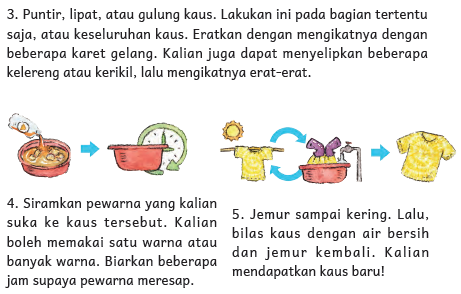 3. Puntir, lipat, atau gulung kaus. Lakukan ini pada bagian tertentu
saja, atau keseluruhan kaus. Eratkan dengan mengikatnya dengan
beberapa karet gelang. Kalian juga dapat menyelipkan beberapa
kelereng atau kerikil, lalu mengikatnya erat-erat.
4. Siramkan pewarna yang kalian
suka ke kaus tersebut. Kalian
boleh memakai satu warna atau
banyak warna. Biarkan beberapa
jam supaya pewarna meresap.
5. Jemur sampai kering. Lalu,
bilas kaus dengan air bersih
dan jemur kembali. Kalian
mendapatkan kaus baru!